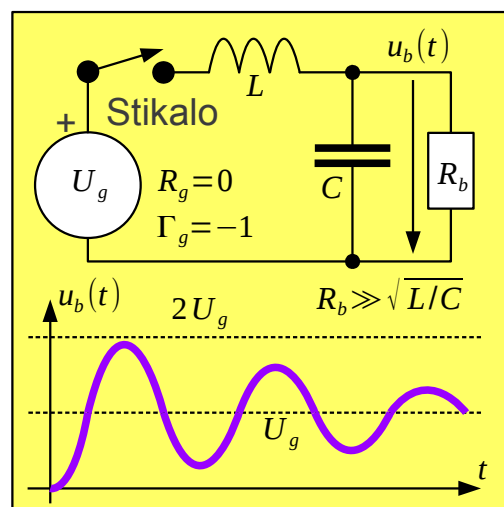 u_b(t)
L
Stikalo
+
U_g
R_g=0
Γ_g=−1
C
R_b
R_b≫√L/C
u_b(t)
2U_g
U_g
t